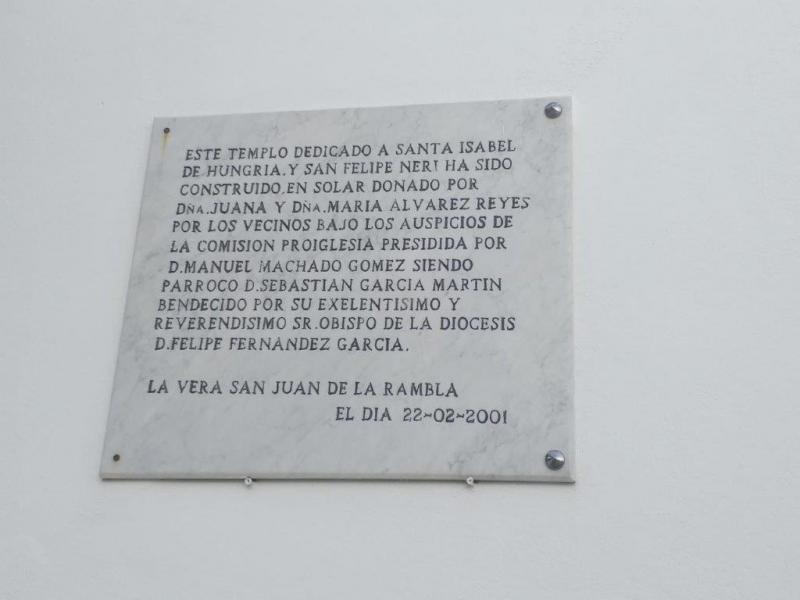 ESTE TEMPLO DEDICADO A SANTA ISABEL
DE HUNGRIA. Y SAN FELIPE NERI HA SIDO
CONSTRUIDO, EN SOLAR DONADO POR
DÑA. JUANA Y DÑA. MARIA ALVAREZ REYES
POR LOS VECINOS BAJO LOS AUSPICIOS DE
LA COMISION PROIGLESIA PRESIDIDA POR
D. MANUEL MACHADO GOMEZ SIENDO
PARROCO D. SEBASTIAN GARCIA MARTIN
BENDECIDO POR SU EXELENTISIMO Y
REVERENDISIMO SR. OBISPO DE LA DIOCESIS
D. FELIPE FERNANDEZ GARCIA.
LA VERA SAN JUAN DE LA RAMBLA
EL DIA 22-02-2001